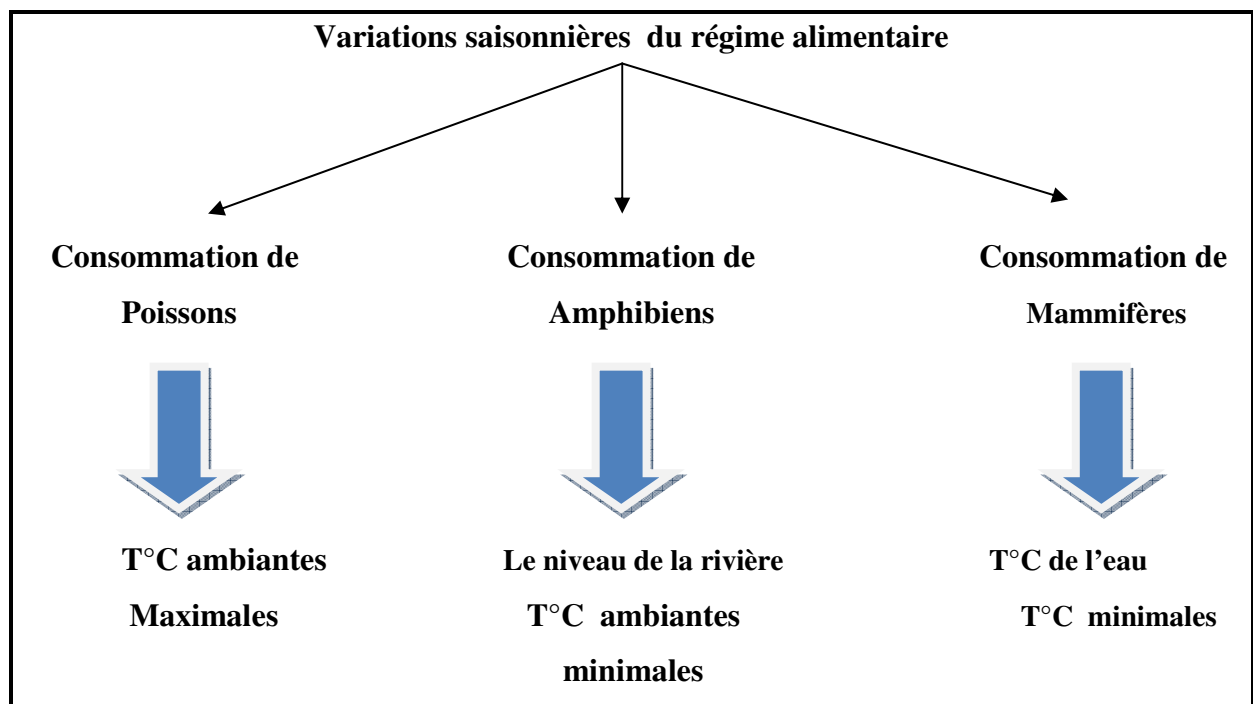 Variations saisonnières du régime alimentaire
Consommation de
Poissons
Consommation de
Amphibiens
Consommation de
Mammifères
T°C ambiantes
Maximales
Le niveau de la rivière
T°C ambiantes
minimales
T°C de l'eau
T°C minimales